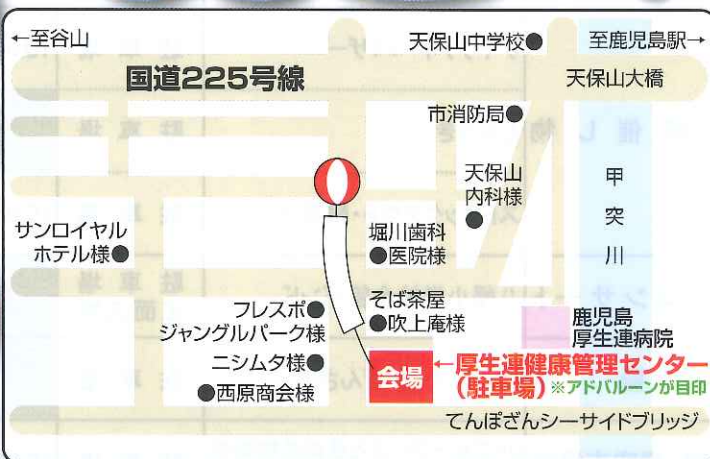 ←至谷山
天保山中学校●
至鹿児島駅→
国道225号線
天保山大橋
市消防局●
天保山
内科様
●
甲
突
川
サンロイヤル
ホテル様●
堀川歯科
●医院様
フレスポ●
ジャングルパーク様
そば茶屋
●吹上庵様
鹿児島
厚生連病院
ニシムタ様●
●西原商会様
会場
←厚生連健康管理センター
(駐車場)※アドバルーンが目印
てんぽざんシーサイドブリッジ